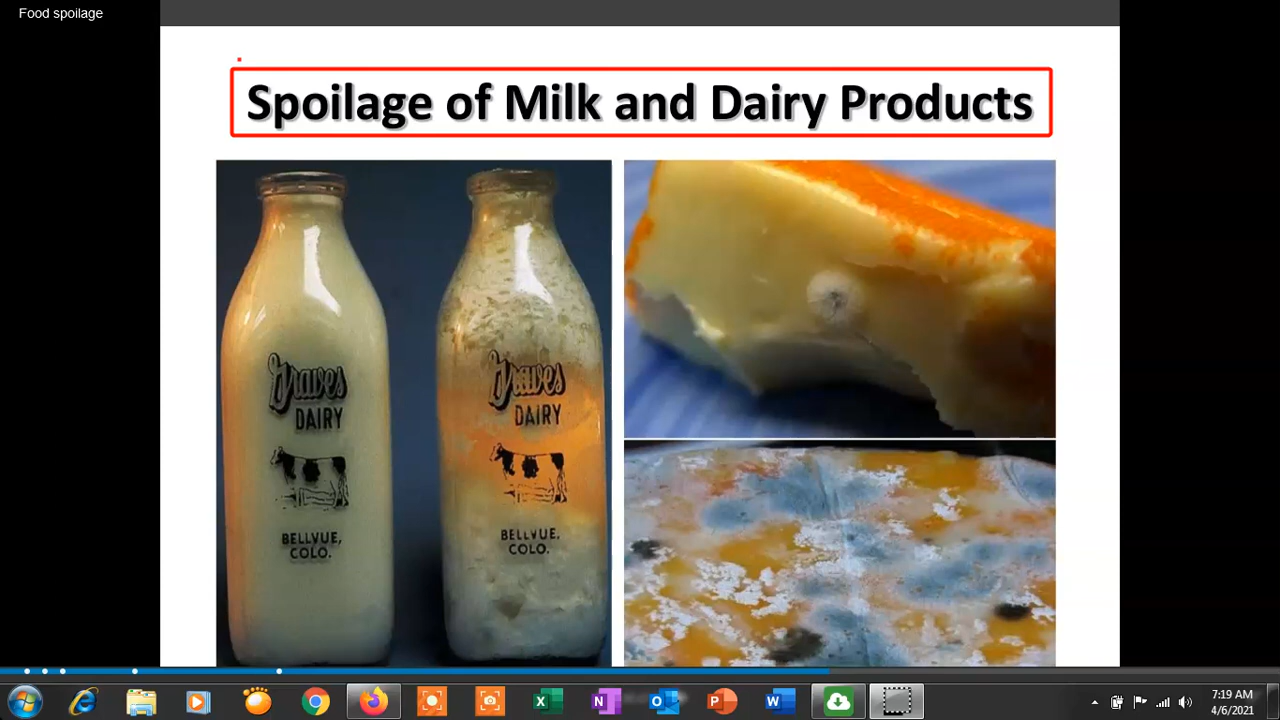 Food spoilage
Spoilage of Milk and Dairy Products
Graves
DAIRY
BELLVUE,
COLO.
Graves
DAIRY
BELLVUE,
COLO.
7:19 AM
4/6/2021